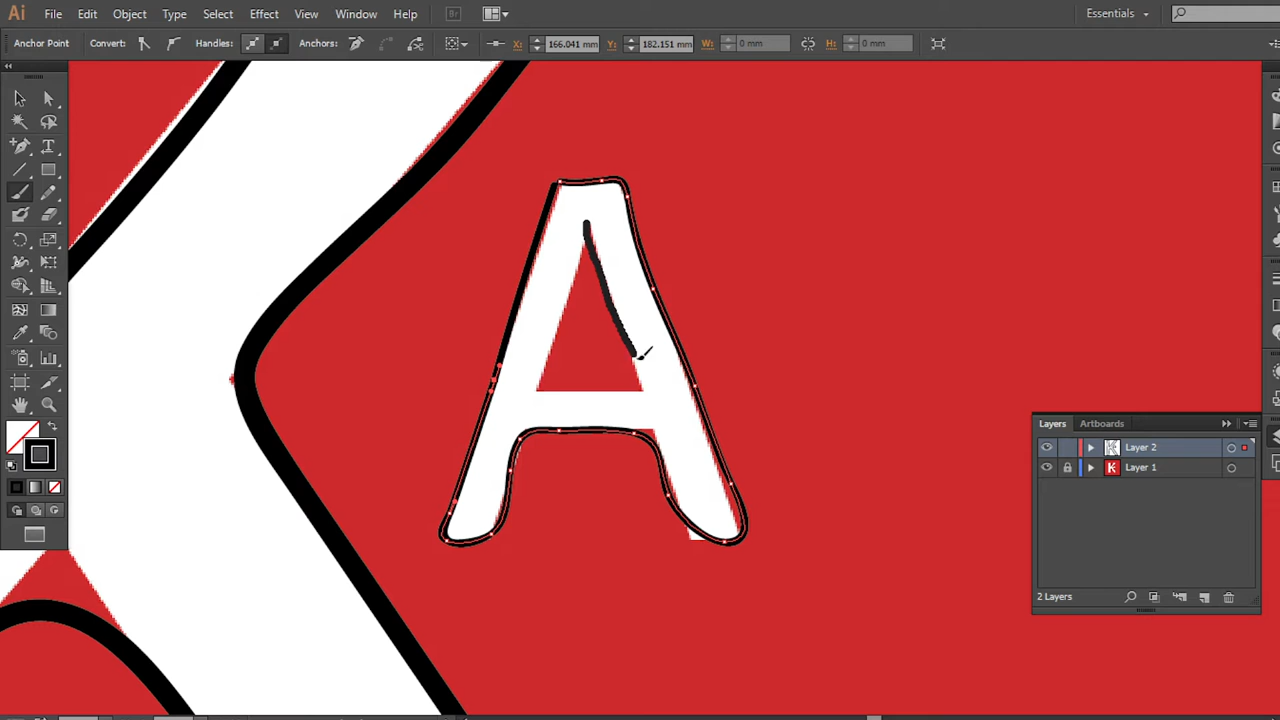 Ai File Edit Object Type Select Effect View Window Help Br Essentials
Anchor Point Convert: Handles: Anchors: X: 166.041 mm Y: 182.151 mm W: 0 mm H: 0 mm
T
A
Layers Artboards
Layer 2
Layer 1
2 Layers